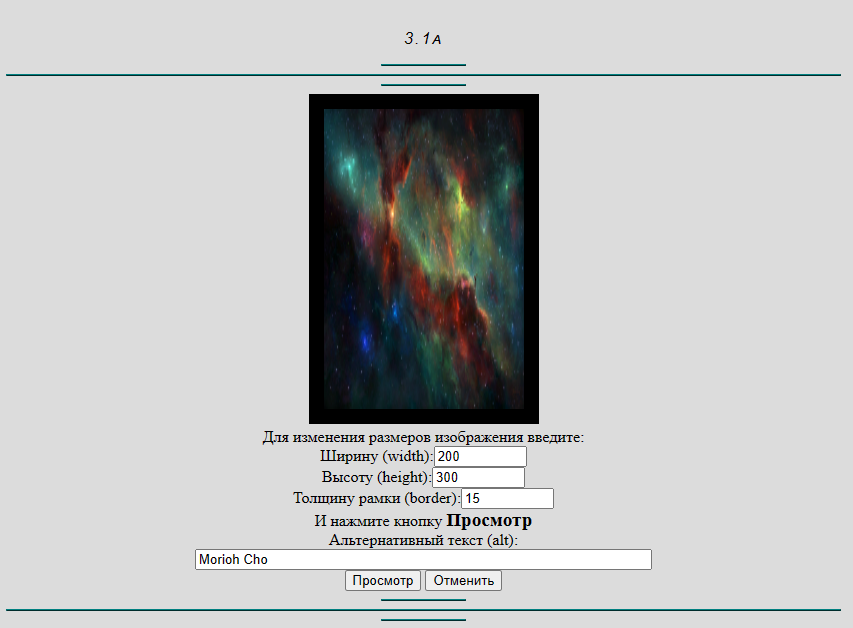 3.1А
Для изменения размеров изображения введите:
Ширину (width): 200
Высоту (height): 300
Толщину рамки (border): 15
И нажмите кнопку Просмотр
Альтернативный текст (alt):
Morioh Cho
Просмотр Отменить